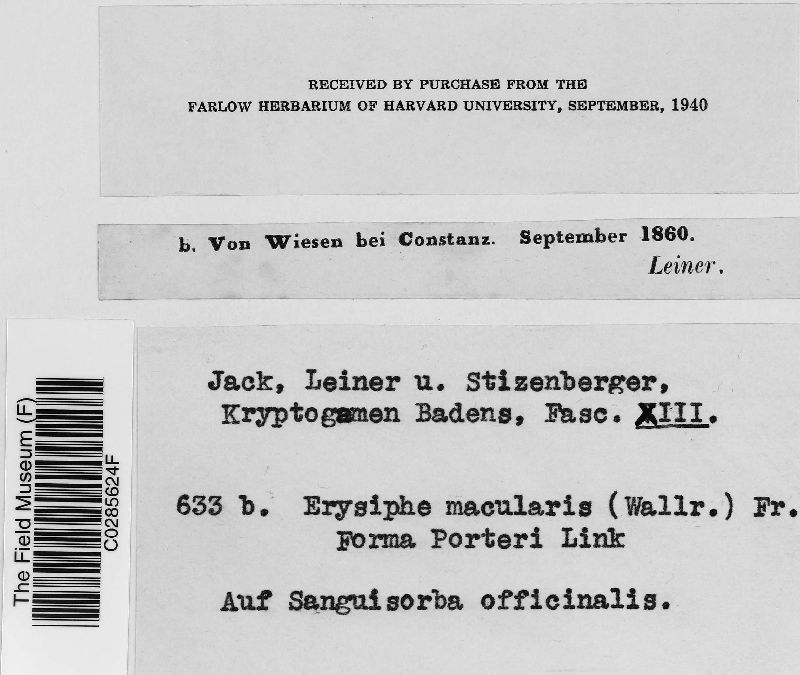 RECEIVED BY PURCHASE FROM THE
FARLOW HERBARIUM OF HARVARD UNIVERSITY, SEPTEMBER, 1940
b. Von Wiesen bei Constanz. September 1860.
Leiner.
The Field Museum (F)
C0285624F
Jack, Leiner u. Stizenberger,
Kryptogamen Badens, Fasc. XIII.
633 b. Erysiphe macularis (Wallr.) Fr.
Forma Porteri Link
Auf Sanguisorba officinalis.